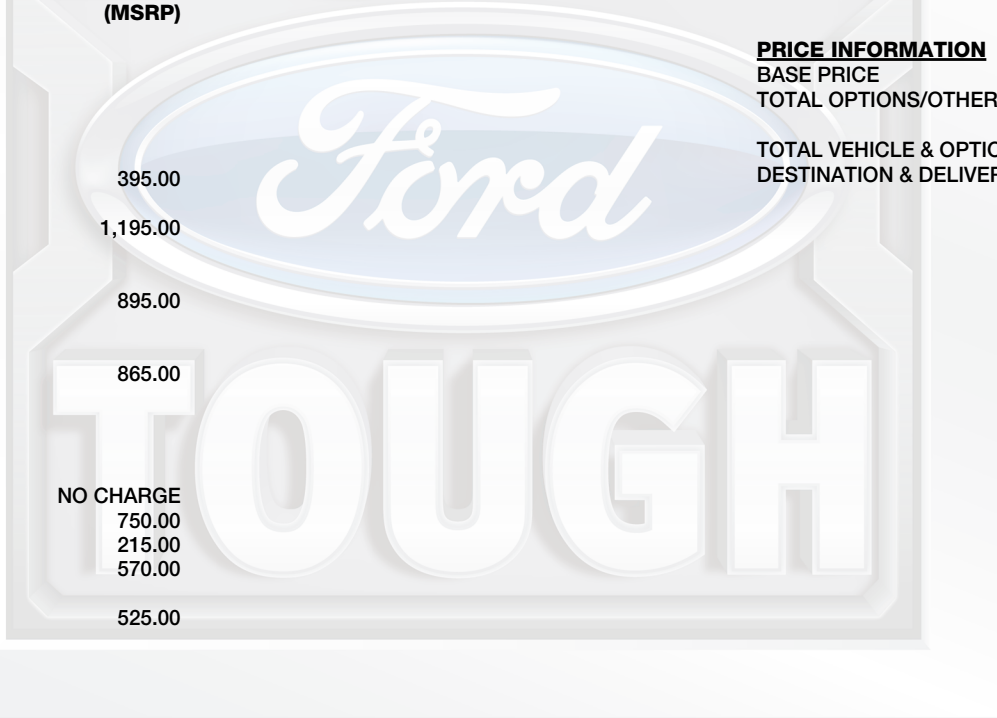 (MSRP)
395.00
1,195.00
895.00
865.00
NO CHARGE
750.00
215.00
570.00
525.00
PRICE INFORMATION
BASE PRICE
TOTAL OPTIONS/OTHER
TOTAL VEHICLE & OPTIO
DESTINATION & DELIVER
Ford
TOUGH